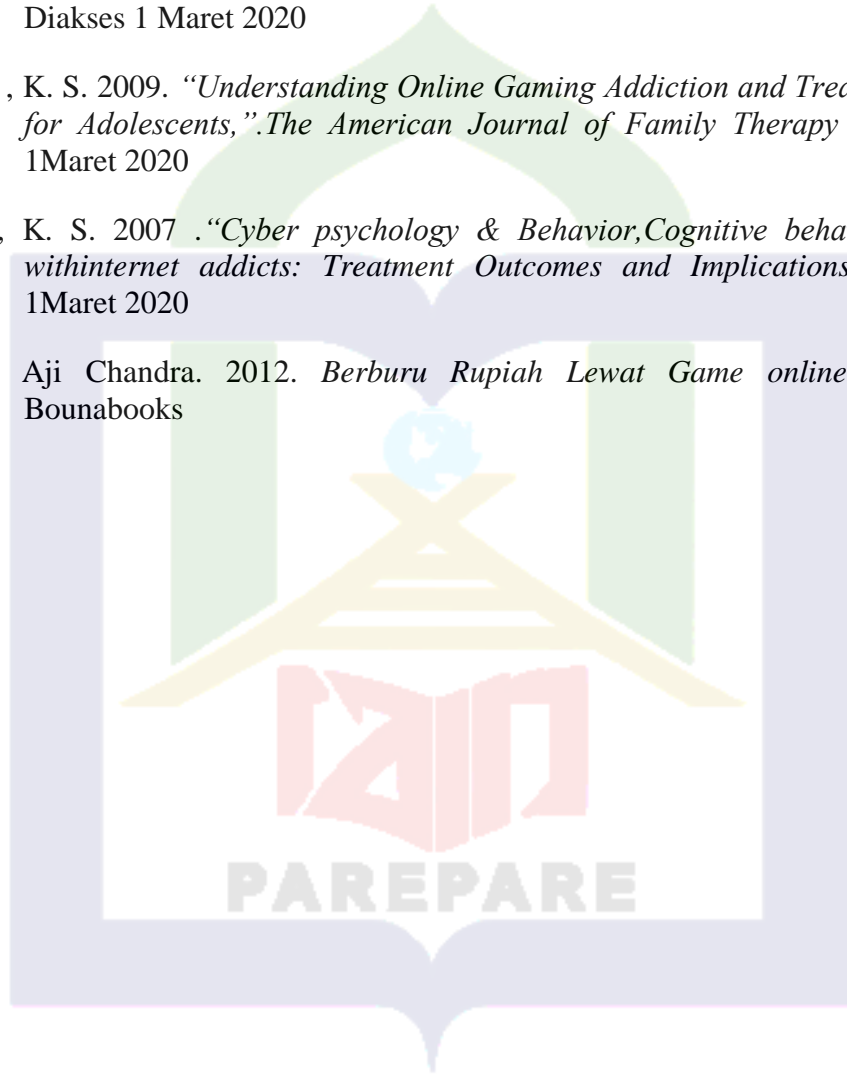 Diakses 1 Maret 2020
, K. S. 2009. “Understanding Online Gaming Addiction and
for Adolescents,”.The American Journal of Family Therapy
1Maret 2020
, K. S. 2007 .“Cyber psychology & Behavior,Cognitive
withinternet addicts: Treatment Outcomes and Implications
1Maret 2020
Aji Chandra. 2012. Berburu Rupiah Lewat Game online
Bounabooks
iain
PAREPARE